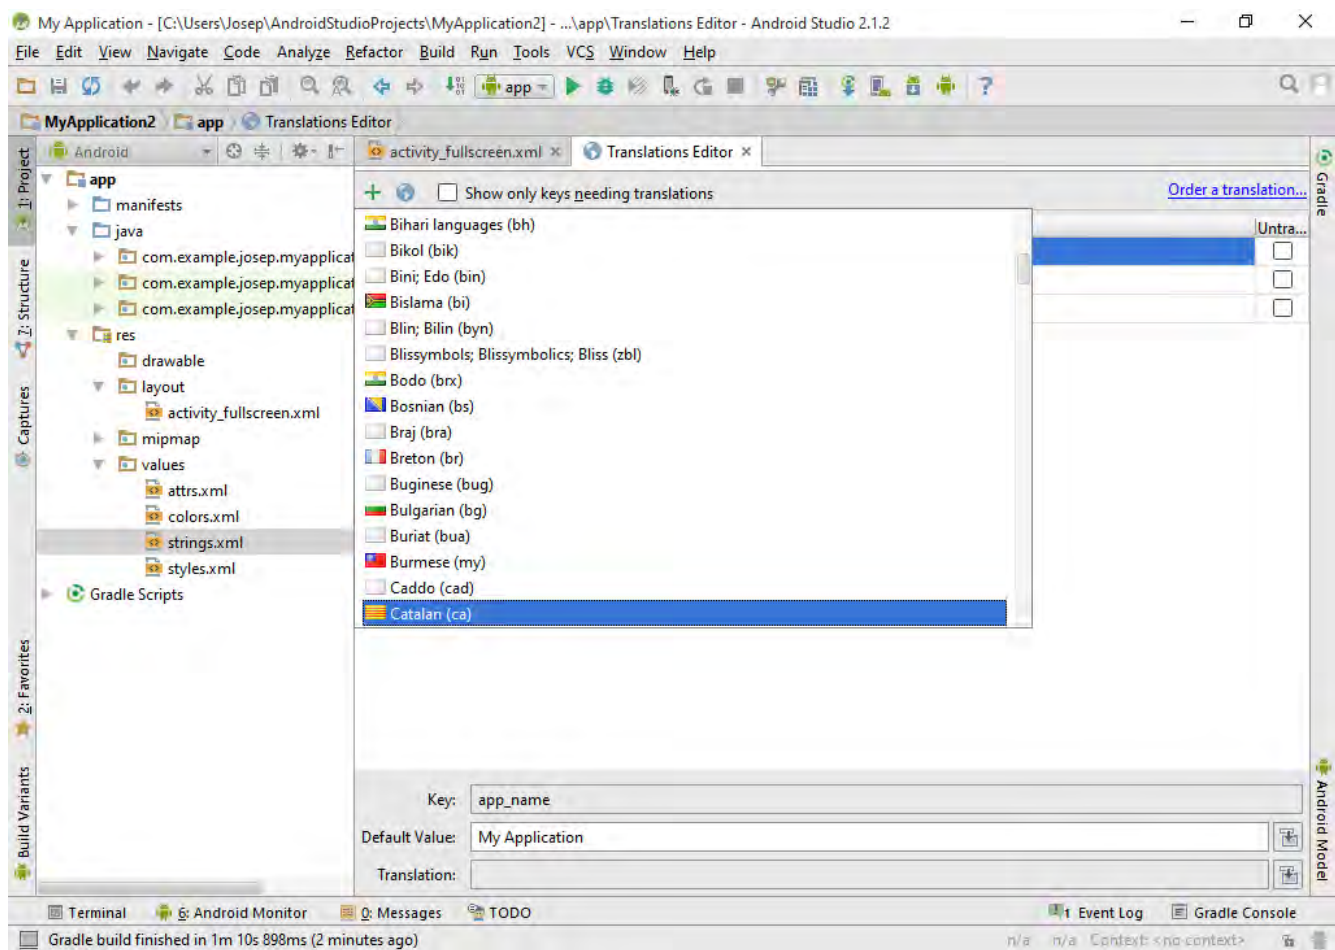 My Application - [C:\Users\Josep\AndroidStudioProjects\MyApplication2] - ...\app\Translations Editor - Android Studio 2.1.2
File Edit View Navigate Code Analyze Refactor Build Run Tools VCS Window Help
app
MyApplication2 app Translations Editor
1: Project
7: Structure
Captures
2: Favorites
Build Variants
Android
app
manifests
java
com.example.josep.myapplicat
com.example.josep.myapplicat
com.example.josep.myapplicat
res
drawable
layout
activity_fullscreen.xml
mipmap
values
attrs.xml
colors.xml
strings.xml
styles.xml
Gradle Scripts
activity_fullscreen.xml Translations Editor
Show only keys needing translations Order a translation...
Untra...
Bihari languages (bh)
Bikol (bik)
Bini; Edo (bin)
Bislama (bi)
Blin; Bilin (byn)
Blissymbols; Blissymbolics; Bliss (zbl)
Bodo (brx)
Bosnian (bs)
Braj (bra)
Breton (br)
Buginese (bug)
Bulgarian (bg)
Buriat (bua)
Burmese (my)
Caddo (cad)
Catalan (ca)
Key: app_name
Default Value: My Application
Translation:
Gradle
Android Model
Terminal 6: Android Monitor 0: Messages TODO 1 Event Log Gradle Console
Gradle build finished in 1m 10s 898ms (2 minutes ago) n/a n/a Context: <no context>